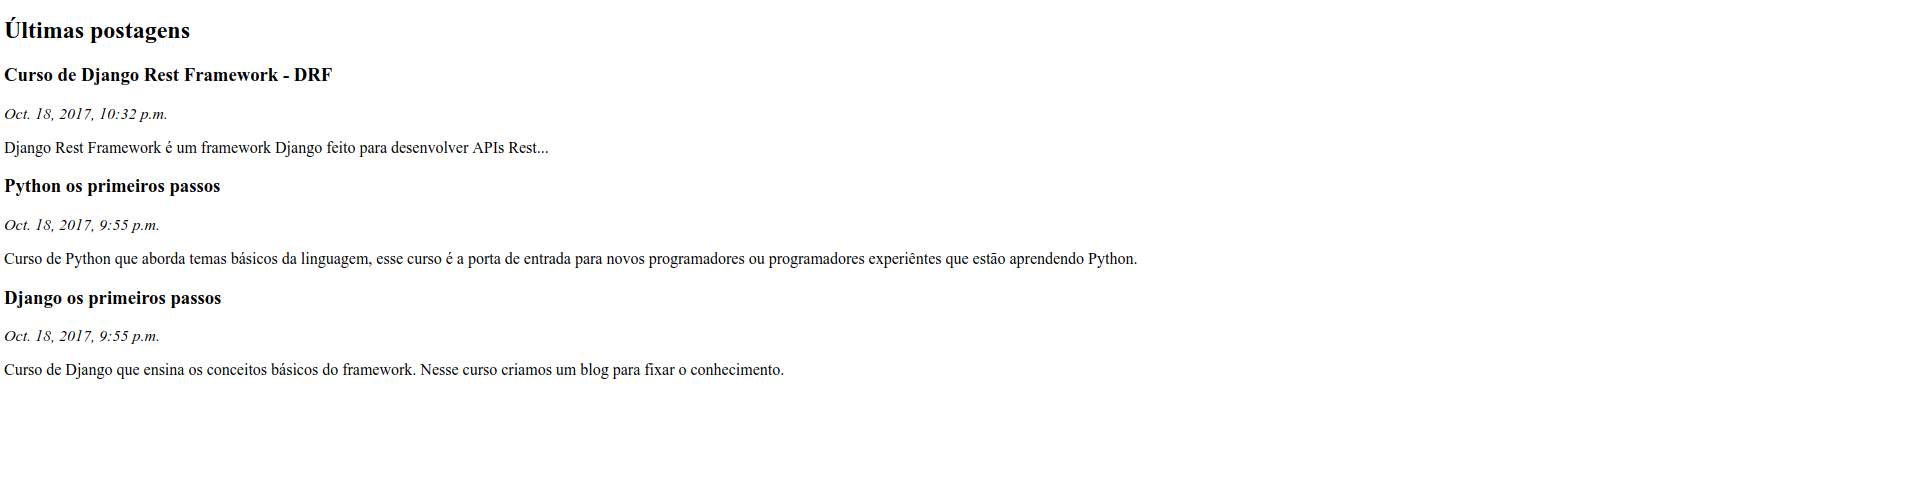 Últimas postagens
Curso de Django Rest Framework - DRF
Oct. 18, 2017, 10:32 p.m.
Django Rest Framework é um framework Django feito para desenvolver APIs Rest...
Python os primeiros passos
Oct. 18, 2017, 9:55 p.m.
Curso de Python que aborda temas básicos da linguagem, esse curso é a porta de entrada para novos programadores ou programadores experiêntes que estão aprendendo Python.
Django os primeiros passos
Oct. 18, 2017, 9:55 p.m.
Curso de Django que ensina os conceitos básicos do framework. Nesse curso criamos um blog para fixar o conhecimento.